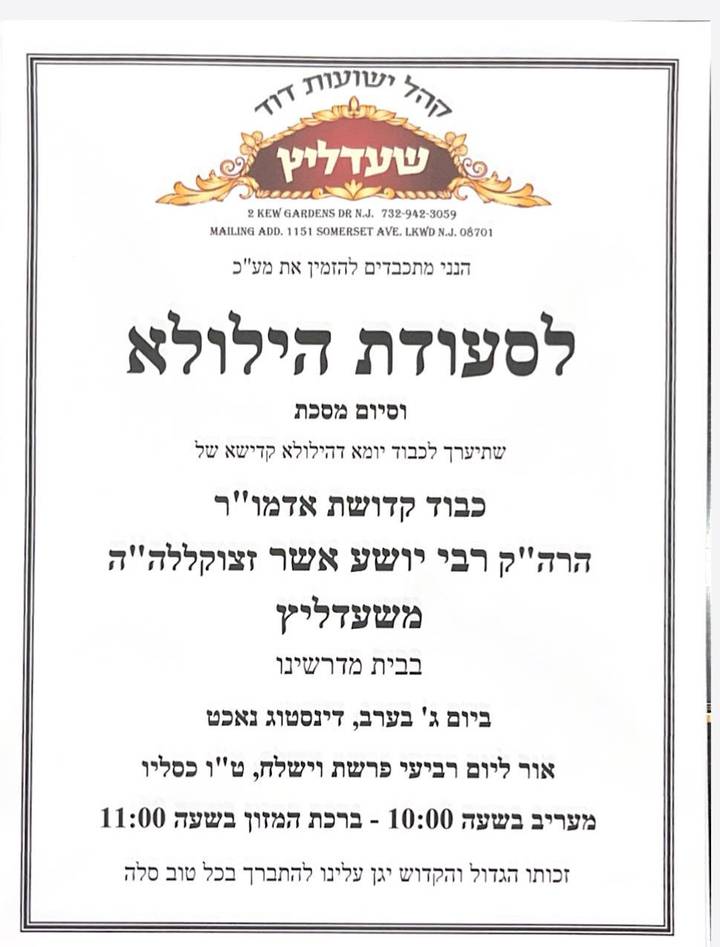 קהל ישועות דוד
שעדליץ
2 KEW GARDENS DR N.J. 732-942-3059
MAILING ADD. 1151 SOMERSET AVE. LKWD N.J. 08701
הנני מתכבדים להזמין את מע"כ
לסעודת הילולא
וסיום מסכת
שתיערך לכבוד יומא דהילולא קדישא של
כבוד קדושת אדמו"ר
הרה"ק רבי יושע אשר זצוקללה"ה
משעדליץ
בבית מדרשינו
ביום ג' בערב, דינסטוג נאכט
אור ליום רביעי פרשת וישלח, ט"ו כסליו
מעריב בשעה 10:00 - ברכת המזון בשעה 11:00
זכותו הגדול והקדוש יגן עלינו להתברך בכל טוב סלה